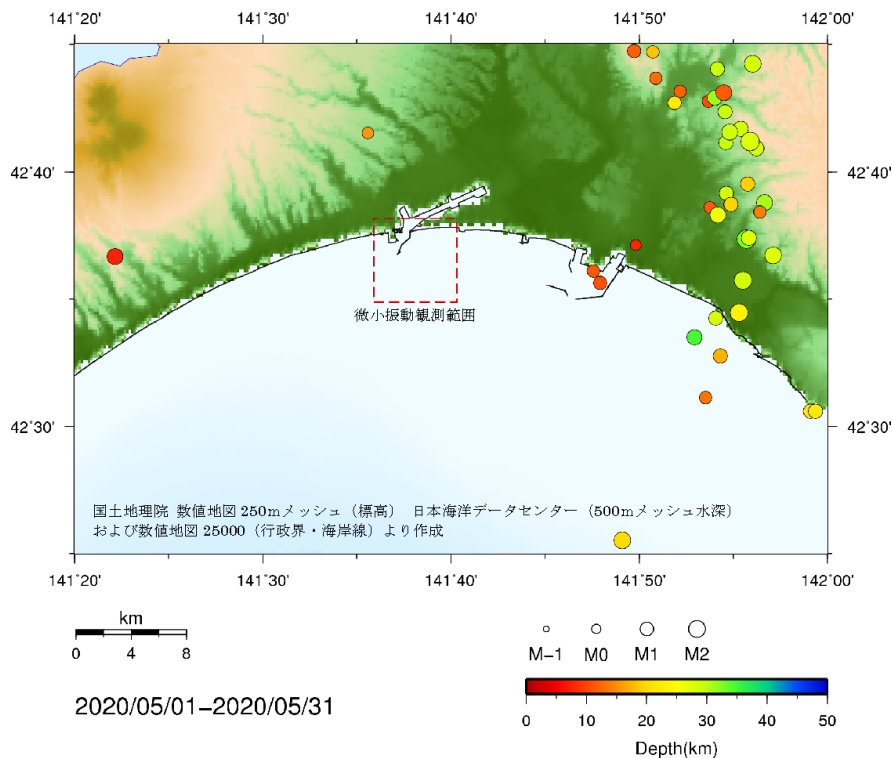 141˚20' 141˚30' 141˚40' 141˚50' 142˚00'
42˚40' 42˚40'
微小振動観測範囲
42˚30' 42˚30'
国土地理院 数値地図 250mメッシュ（標高） 日本海洋データセンター（500mメッシュ水深）
および数値地図 25000（行政界・海岸線）より作成
141˚20' 141˚30' 141˚40' 141˚50' 142˚00'
km
0 4 8
M-1 M0 M1 M2
2020/05/01-2020/05/31
0 10 20 30 40 50
Depth(km)